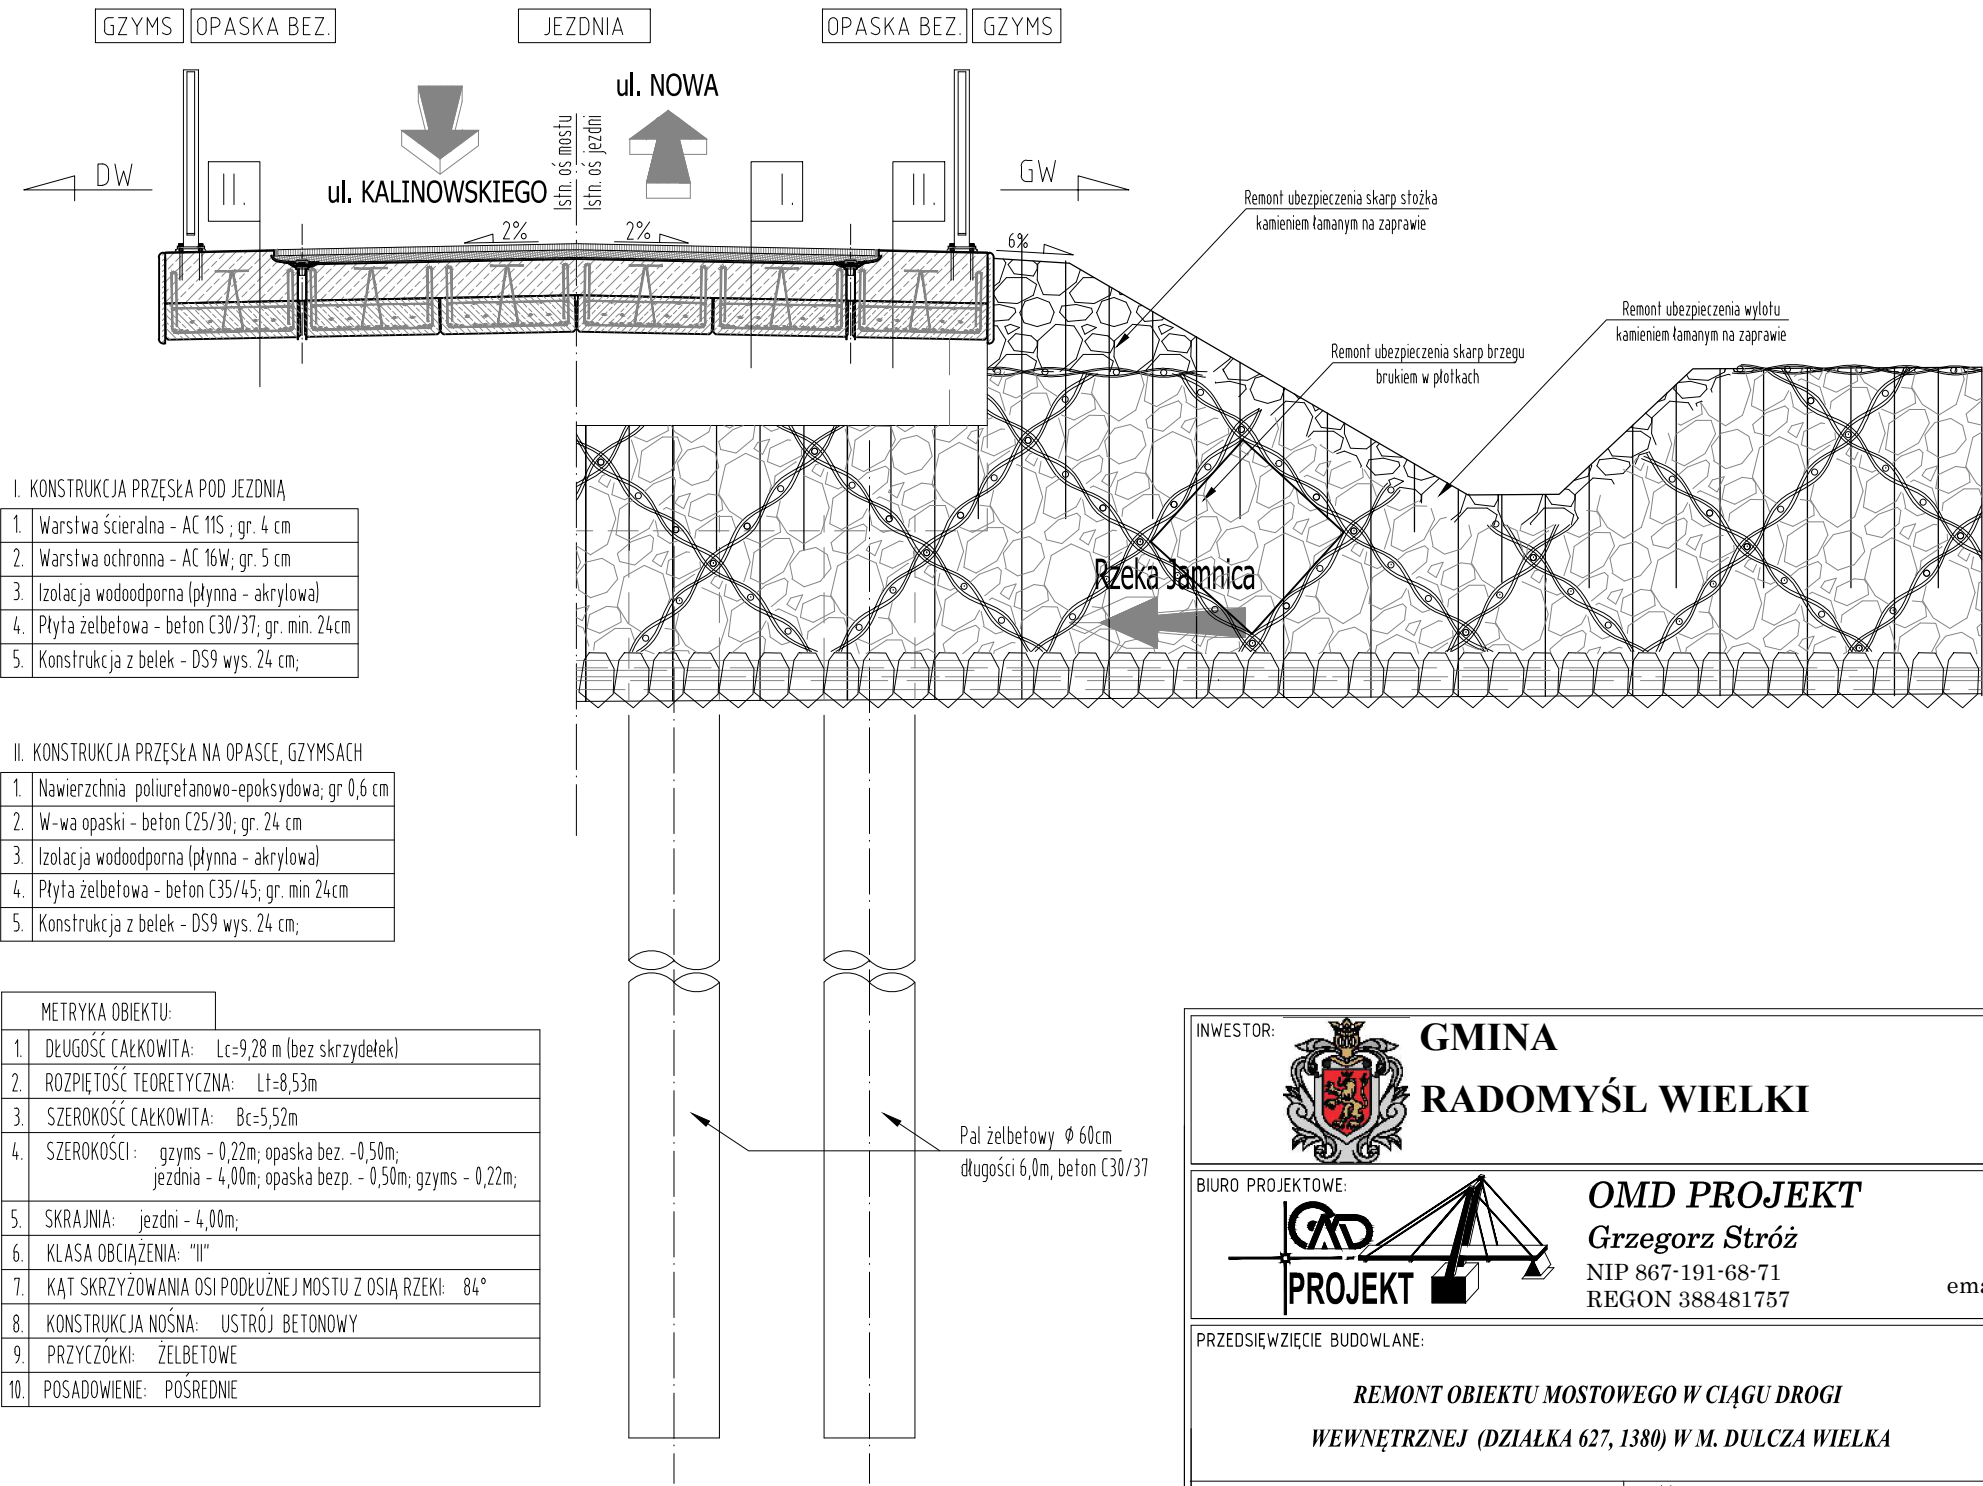 GZYMS
OPASKA BEZ.
JEZDNIA
OPASKA BEZ.
GZYMS
ul. NOWA
Istn. oś mostu
Istn. oś jezdni
DW
II.
ul. KALINOWSKIEGO
I.
II.
GW
2%
2%
6%
Remont ubezpieczenia skarp stożka
kamieniem łamanym na zaprawie
Remont ubezpieczenia wylotu
kamieniem łamanym na zaprawie
Remont ubezpieczenia skarp brzegu
brukiem w płotkach
Rzeka Jamnica
I. KONSTRUKCJA PRZĘSŁA POD JEZDNIĄ
1. Warstwa ścieralna - AC 11S ; gr. 4 cm
2. Warstwa ochronna - AC 16W; gr. 5 cm
3. Izolacja wodoodporna (płynna - akrylowa)
4. Płyta żelbetowa - beton C30/37; gr. min. 24cm
5. Konstrukcja z belek - DS9 wys. 24 cm;
II. KONSTRUKCJA PRZĘSŁA NA OPASCE, GZYMSACH
1. Nawierzchnia poliuretanowo-epoksydowa; gr 0,6 cm
2. W-wa opaski - beton C25/30; gr. 24 cm
3. Izolacja wodoodporna (płynna - akrylowa)
4. Płyta żelbetowa - beton C35/45; gr. min 24cm
5. Konstrukcja z belek - DS9 wys. 24 cm;
METRYKA OBIEKTU:
1. DŁUGOŚĆ CAŁKOWITA: Lc=9,28 m (bez skrzydełek)
2. ROZPIĘTOŚĆ TEORETYCZNA: Lt=8,53m
3. SZEROKOŚĆ CAŁKOWITA: Bc=5,52m
4. SZEROKOŚCI : gzyms - 0,22m; opaska bez. -0,50m;
jezdnia - 4,00m; opaska bezp. - 0,50m; gzyms - 0,22m;
5. SKRAJNIA: jezdni - 4,00m;
6. KLASA OBCIĄŻENIA: "II"
7. KĄT SKRZYŻOWANIA OSI PODŁUŻNEJ MOSTU Z OSIĄ RZEKI: 84°
8. KONSTRUKCJA NOŚNA: USTRÓJ BETONOWY
9. PRZYCZÓŁKI: ŻELBETOWE
10. POSADOWIENIE: POŚREDNIE
Pal żelbetowy Φ 60cm
długości 6,0m, beton C30/37
INWESTOR:
GMINA
RADOMYŚL WIELKI
BIURO PROJEKTOWE:
OMD
PROJEKT
OMD PROJEKT
Grzegorz Stróż
NIP 867-191-68-71
REGON 388481757
ema
PRZEDSIĘWZIĘCIE BUDOWLANE:
REMONT OBIEKTU MOSTOWEGO W CIĄGU DROGI
WEWNĘTRZNEJ (DZIAŁKA 627, 1380) W M. DULCZA WIELKA